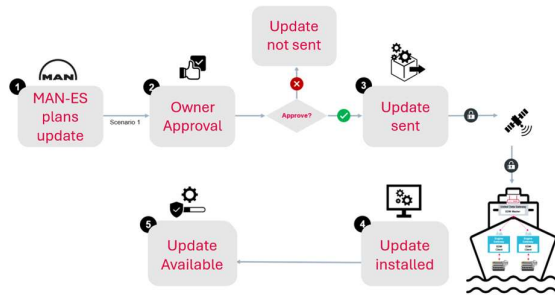 MAN
1
MAN-ES
plans
update
Scenario 1
2
Owner
Approval
Approve?
Update
not sent
3
Update
sent
4
Update
installed
5
Update
Available